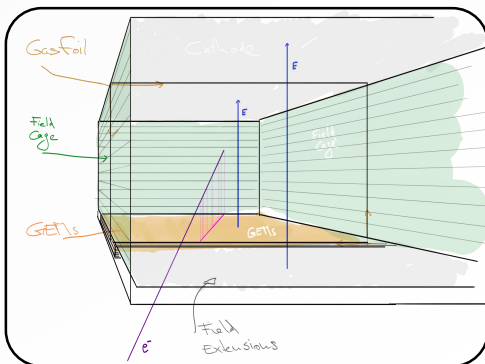 Gas Foil
Cathode
E
Field
Cage
E
Field
Cage
GEMs
GEMs
e⁻
Field
Extensions